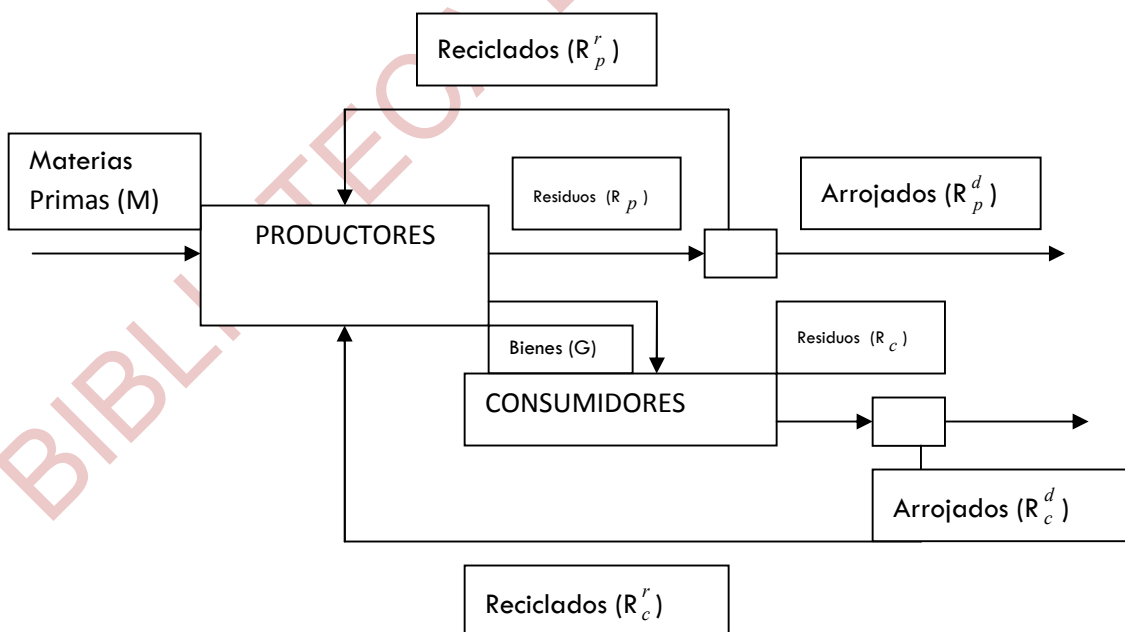 Reciclados (R^r_p)
Materias
Primas (M)
Residuos (R_p)
Arrojados (R^d_p)
PRODUCTORES
Bienes (G)
Residuos (R_c)
CONSUMIDORES
Arrojados (R^d_c)
Reciclados (R^r_c)